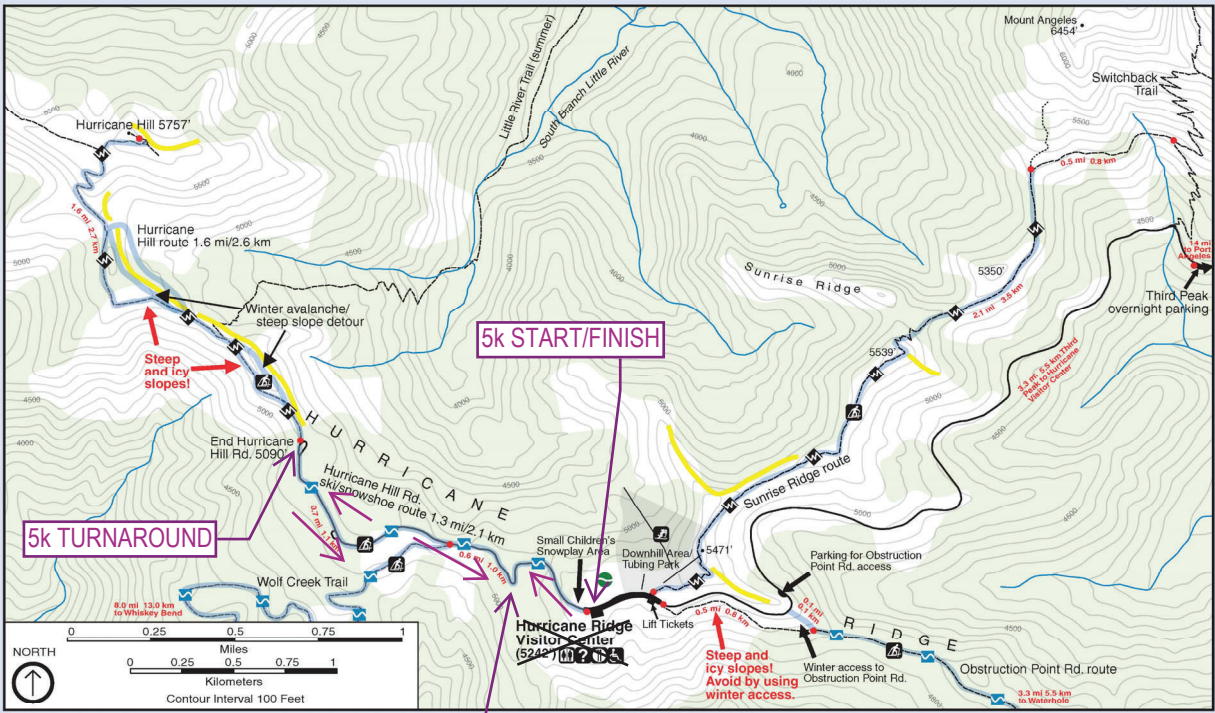 Mount Angeles
6454'
Switchback
Trail
Little River Trail (summer)
South Branch Little River
Hurricane Hill 5757'
0.5 mi 0.8 km
1.6 mi 2.7 km
Hurricane
Hill route 1.6 mi/2.6 km
14 mi
to Port
Angeles
Third Peak
overnight parking
Sunrise Ridge
5350'
2.1 mi 3.5 km
Winter avalanche/
steep slope detour
Steep
and icy
slopes!
5k START/FINISH
5539'
3.3 mi, 5.5 km Third
Peak to Hurricane
Visitor Center
End Hurricane
Hill Rd. 5090'
HURRICANE
Hurricane Hill Rd.
ski/snowshoe route 1.3 mi/2.1 km
Sunrise Ridge route
5k TURNAROUND
0.7 mi 1.1 km
0.6 mi 1.0 km
Small Children's
Snowplay Area
Downhill Area/
Tubing Park
5471'
Parking for Obstruction
Point Rd. access
Wolf Creek Trail
8.0 mi 13.0 km
to Whiskey Bend
Hurricane Ridge
Visitor Center
(5242')
Lift Tickets
0.5 mi 0.8 km
0.1 mi
0.1 km
RIDGE
Steep and
icy slopes!
Avoid by using
winter access.
Winter access to
Obstruction Point Rd.
Obstruction Point Rd. route
3.3 mi 5.5 km
to Waterhole
NORTH
0 0.25 0.5 0.75 1
Miles
0 0.25 0.5 0.75 1
Kilometers
Contour Interval 100 Feet
5000
4500
5500
4000
3500
6000